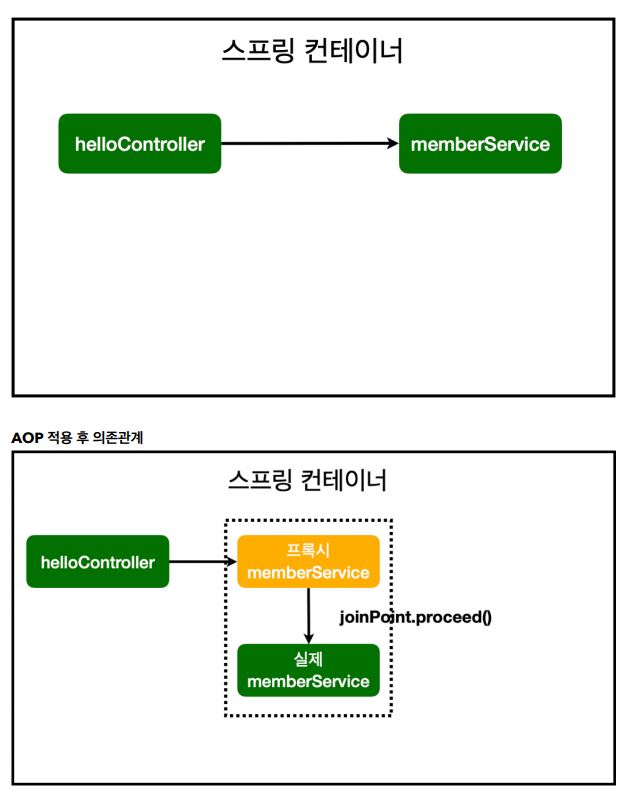 스프링 컨테이너
helloController
memberService
AOP 적용 후 의존관계
스프링 컨테이너
helloController
프록시
memberService
joinPoint.proceed()
실제
memberService